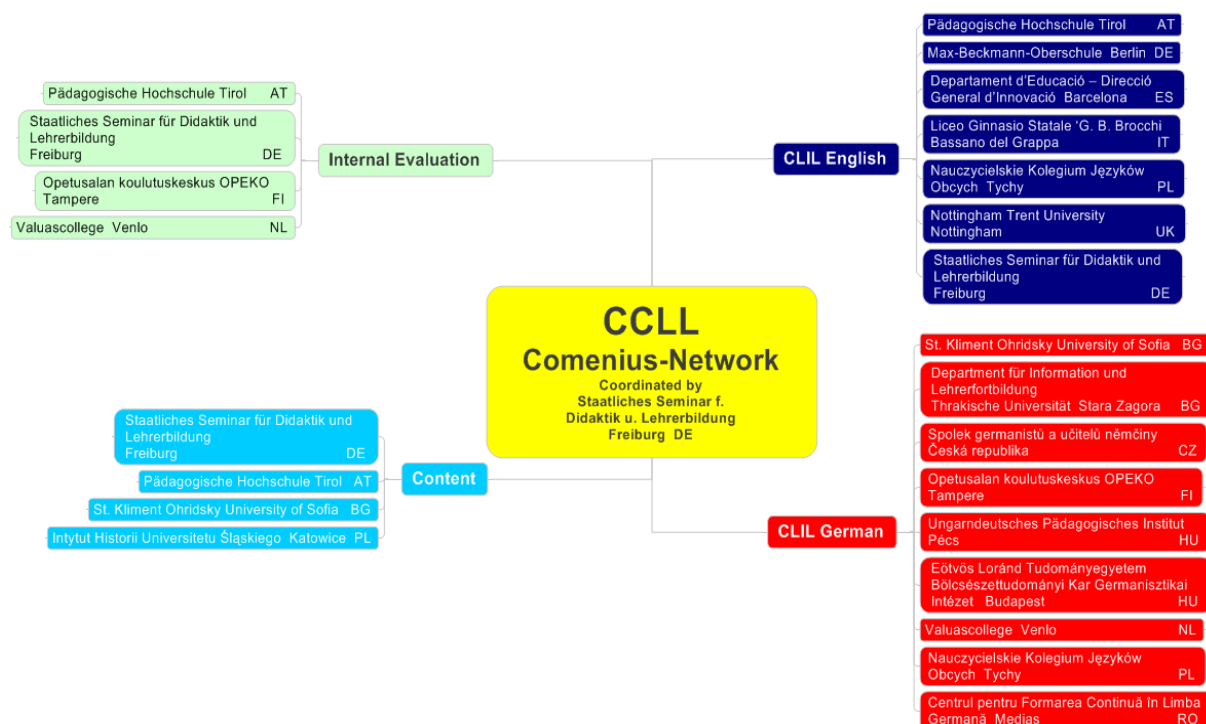 Pädagogische Hochschule Tirol AT
Staatliches Seminar für Didaktik und
Lehrerbildung
Freiburg DE
Opetusalan koulutuskeskus OPEKO
Tampere FI
Valuascollege Venlo NL
Internal Evaluation
CLIL English
Pädagogische Hochschule Tirol AT
Max-Beckmann-Oberschule Berlin DE
Departament d'Educació – Direcció
General d'Innovació Barcelona ES
Liceo Ginnasio Statale 'G. B. Brocchi
Bassano del Grappa IT
Nauczycielskie Kolegium Języków
Obcych Tychy PL
Nottingham Trent University
Nottingham UK
Staatliches Seminar für Didaktik und
Lehrerbildung
Freiburg DE
CCLL
Comenius-Network
Coordinated by
Staatliches Seminar f.
Didaktik u. Lehrerbildung
Freiburg DE
Staatliches Seminar für Didaktik und
Lehrerbildung
Freiburg DE
Pädagogische Hochschule Tirol AT
St. Kliment Ohridsky University of Sofia BG
Intytut Historii Universitetu Śląskiego Katowice PL
Content
CLIL German
St. Kliment Ohridsky University of Sofia BG
Department für Information und
Lehrerfortbildung
Thrakische Universität Stara Zagora BG
Spolek germanistů a učitelů němčiny
Česká republika CZ
Opetusalan koulutuskeskus OPEKO
Tampere FI
Ungarndeutsches Pädagogisches Institut
Pécs HU
Eötvös Loránd Tudományegyetem
Bölcsészettudományi Kar Germanisztikai
Intézet Budapest HU
Valuascollege Venlo NL
Nauczycielskie Kolegium Języków
Obcych Tychy PL
Centrul pentru Formarea Continuă în Limba
Germană Medias RO